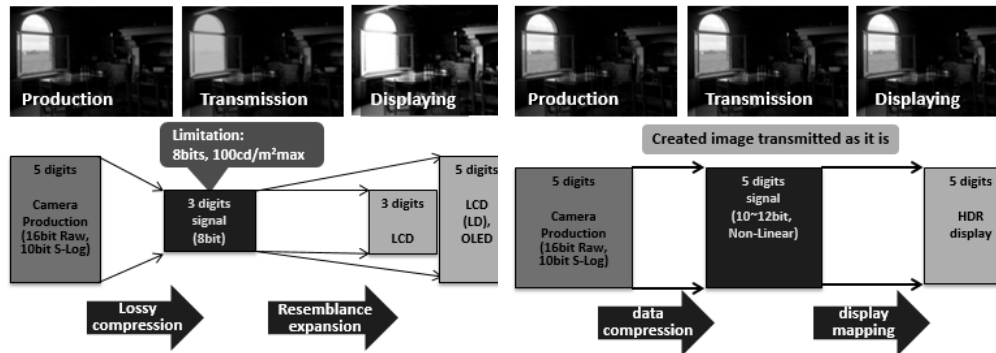 Production
Transmission
Displaying
Limitation:
8bits, 100cd/m²max
5 digits
Camera
Production
(16bit Raw,
10bit S-Log)
3 digits
signal
(8bit)
3 digits
LCD
5 digits
LCD
(LD),
OLED
Lossy
compression
Resemblance
expansion
Production
Transmission
Displaying
Created image transmitted as it is
5 digits
Camera
Production
(16bit Raw,
10bit S-Log)
5 digits
signal
(10~12bit,
Non-Linear)
5 digits
HDR
display
data
compression
display
mapping